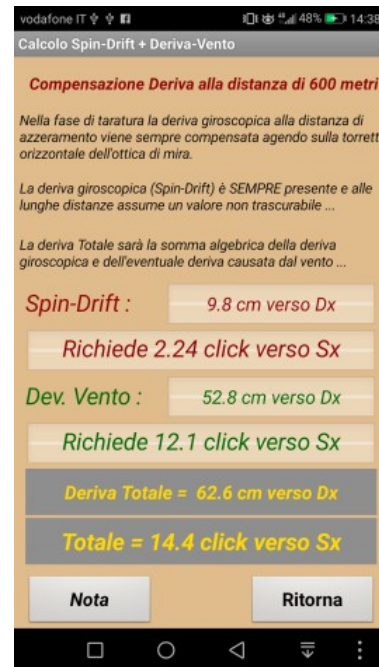 vodafone IT 48% 14:38
Calcolo Spin-Drift + Deriva-Vento
Compensazione Deriva alla distanza di 600 metri
Nella fase di taratura la deriva giroscopica alla distanza di
azzeramento viene sempre compensata agendo sulla torrett
orizzontale dell'ottica di mira.
La deriva giroscopica (Spin-Drift) è SEMPRE presente e alle
lunghe distanze assume un valore non trascurabile ...
La deriva Totale sarà la somma algebrica della deriva
giroscopica e dell'eventuale deriva causata dal vento ...
Spin-Drift : 9.8 cm verso Dx
Richiede 2.24 click verso Sx
Dev. Vento : 52.8 cm verso Dx
Richiede 12.1 click verso Sx
Deriva Totale = 62.6 cm verso Dx
Totale = 14.4 click verso Sx
Nota Ritorna